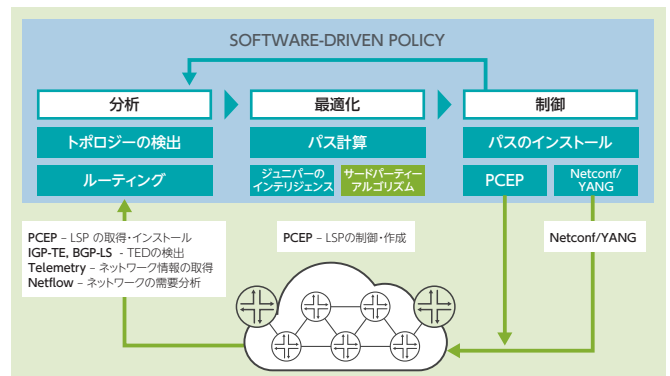 SOFTWARE-DRIVEN POLICY
分析
最適化
制御
トポロジーの検出
パス計算
パスのインストール
ルーティング
ジュニパーの
インテリジェンス
サードパーティー
アルゴリズム
PCEP
Netconf/
YANG
PCEP – LSP の取得・インストール
IGP-TE, BGP-LS - TEDの検出
Telemetry – ネットワーク情報の取得
Netflow – ネットワークの需要分析
PCEP – LSPの制御・作成
Netconf/YANG